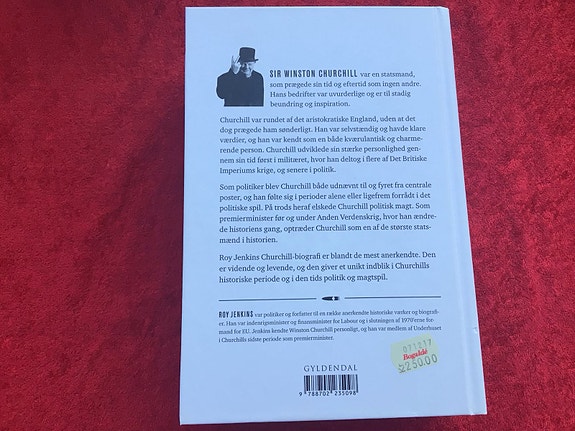 SIR WINSTON CHURCHILL var en statsmand,
som prægede sin tid og eftertid som ingen andre.
Hans bedrifter var uvurderlige og er til stadig
beundring og inspiration.
Churchill var rundet af det aristokratiske England, uden at det
dog prægede ham sønderligt. Han var selvstændig og havde klare
værdier, og han var kendt som en både kværulantisk og charme-
rende person. Churchill udviklede sin stærke personlighed gen-
nem sin tid først i militæret, hvor han deltog i flere af Det Britiske
Imperiums krige, og senere i politik.
Som politiker blev Churchill både udnævnt til og fyret fra centrale
poster, og han følte sig i perioder alene eller ligefrem forrådt i det
politiske spil. På trods heraf elskede Churchill politisk magt. Som
premierminister før og under Anden Verdenskrig, hvor han ændre-
de historiens gang, optræder Churchill som en af de største stats-
mænd i historien.
Roy Jenkins Churchill-biografi er blandt de mest anerkendte. Den
er vidende og levende, og den giver et unikt indblik i Churchills
historiske periode og i den tids politik og magtspil.
ROY JENKINS var politiker og forfatter til en række anerkendte historiske værker og biografi-
er. Han var indenrigsminister og finansminister for Labour og i slutningen af 1970'erne for-
mand for EU. Jenkins kendte Winston Churchill personligt, og han var medlem af Underhuset
i Churchills sidste periode som premierminister.
Bogsalde
2250.00
GYLDENDAL
9 788702 235098